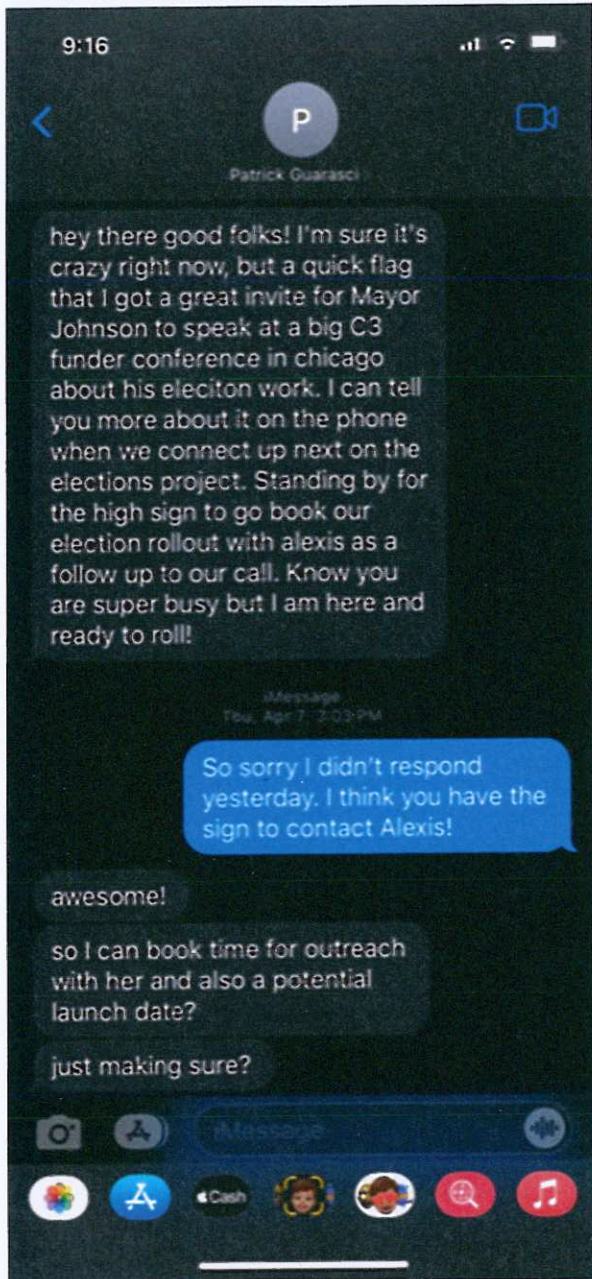 9:16
P
Patrick Guarasci
hey there good folks! I'm sure it's
crazy right now, but a quick flag
that I got a great invite for Mayor
Johnson to speak at a big C3
funder conference in chicago
about his eleciton work. I can tell
you more about it on the phone
when we connect up next on the
elections project. Standing by for
the high sign to go book our
election rollout with alexis as a
follow up to our call. Know you
are super busy but I am here and
ready to roll!
iMessage
Thu, Apr 7, 2:03 PM
So sorry I didn't respond
yesterday. I think you have the
sign to contact Alexis!
awesome!
so I can book time for outreach
with her and also a potential
launch date?
just making sure?
iMessage
Cash